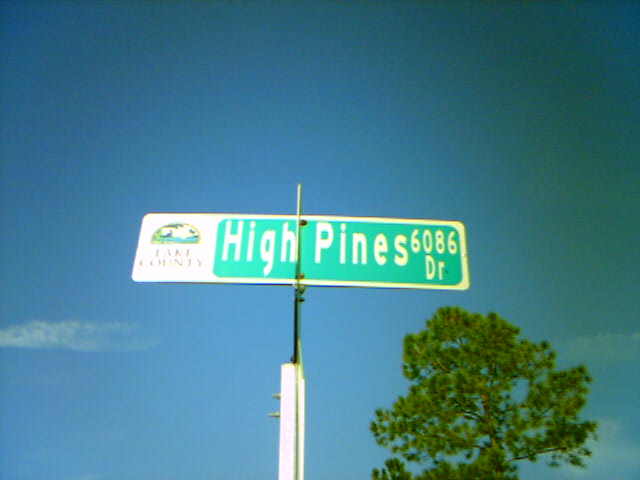 LAKE
COUNTY
High Pines 6086
Dr